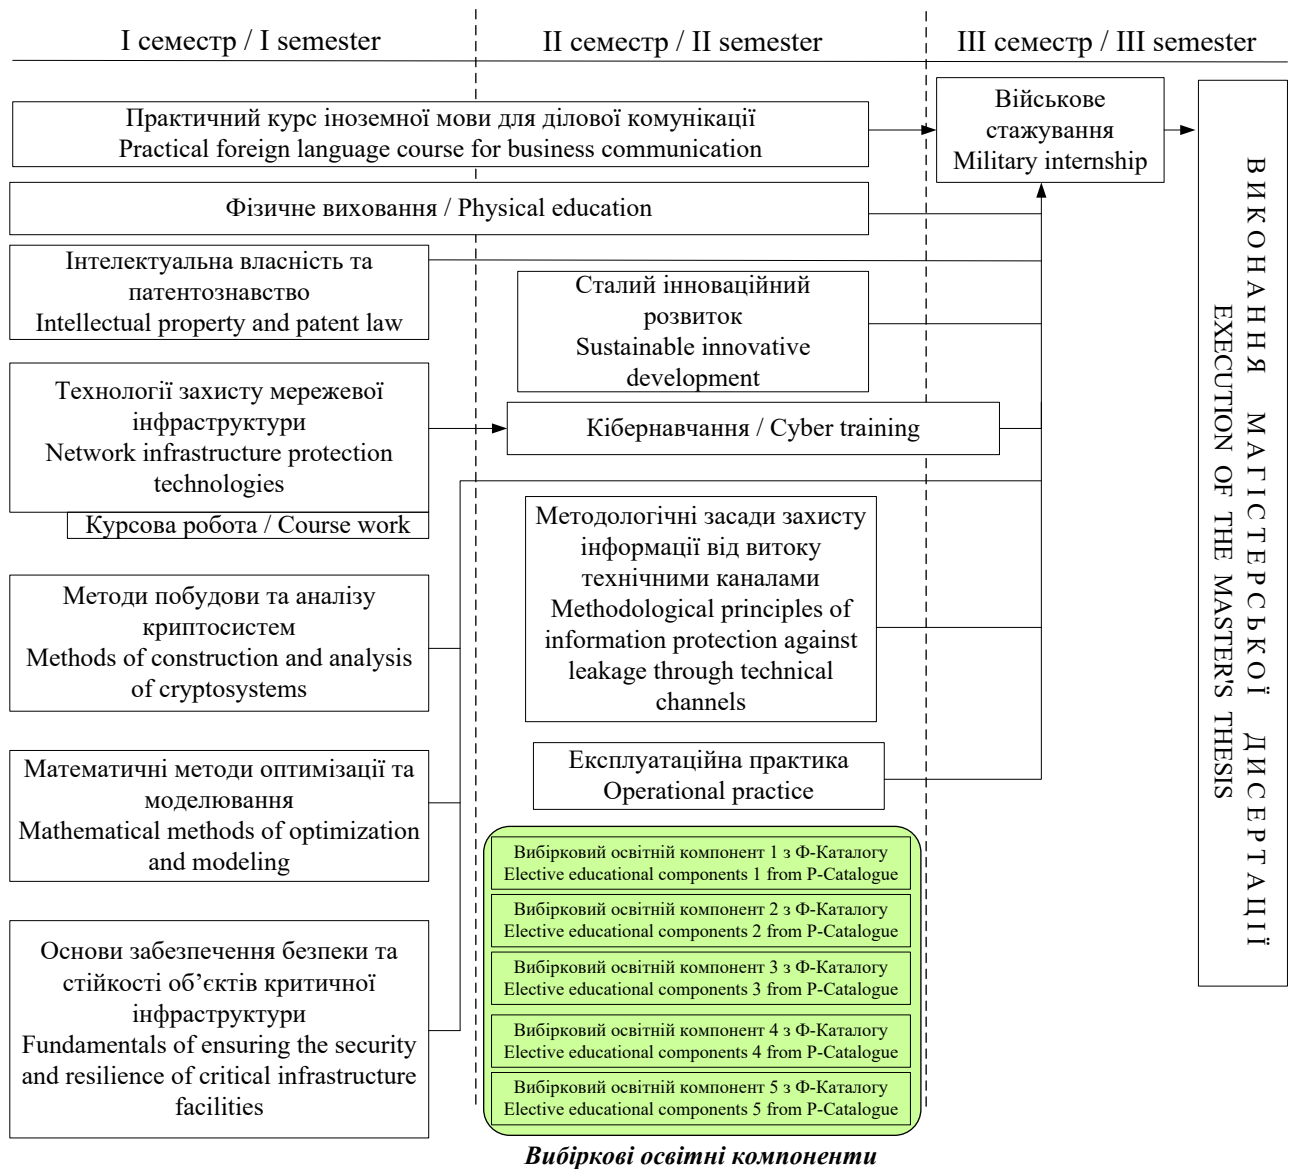 І семестр / I semester
ІІ семестр / II semester
ІІІ семестр / III semester
Практичний курс іноземної мови для ділової комунікації
Practical foreign language course for business communication
Військове
стажування
Military internship
Фізичне виховання / Physical education
Інтелектуальна власність та
патентознавство
Intellectual property and patent law
Сталий інноваційний
розвиток
Sustainable innovative
development
Технології захисту мережевої
інфраструктури
Network infrastructure protection
technologies
Курсова робота / Course work
Кібернавчання / Cyber training
Методологічні засади захисту
інформації від витоку
технічними каналами
Methodological principles of
information protection against
leakage through technical
channels
Методи побудови та аналізу
криптосистем
Methods of construction and analysis
of cryptosystems
Математичні методи оптимізації та
моделювання
Mathematical methods of optimization
and modeling
Експлуатаційна практика
Operational practice
Основи забезпечення безпеки та
стійкості об’єктів критичної
інфраструктури
Fundamentals of ensuring the security
and resilience of critical infrastructure
facilities
Вибірковий освітній компонент 1 з Ф-Каталогу
Elective educational components 1 from P-Catalogue
Вибірковий освітній компонент 2 з Ф-Каталогу
Elective educational components 2 from P-Catalogue
Вибірковий освітній компонент 3 з Ф-Каталогу
Elective educational components 3 from P-Catalogue
Вибірковий освітній компонент 4 з Ф-Каталогу
Elective educational components 4 from P-Catalogue
Вибірковий освітній компонент 5 з Ф-Каталогу
Elective educational components 5 from P-Catalogue
Вибіркові освітні компоненти
ВИКОНАННЯ МАГІСТЕРСЬКОЇ ДИСЕРТАЦІЇ
EXECUTION OF THE MASTER'S THESIS